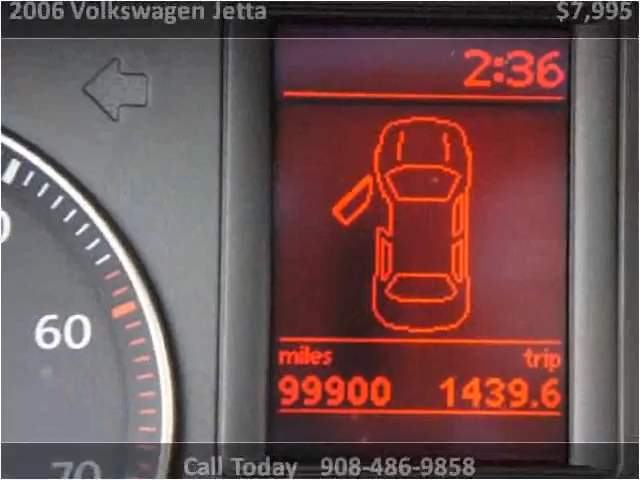 2006 Volkswagen Jetta $7,995
2:36
60
miles trip
99900 1439.6
70
Call Today 908-486-9858